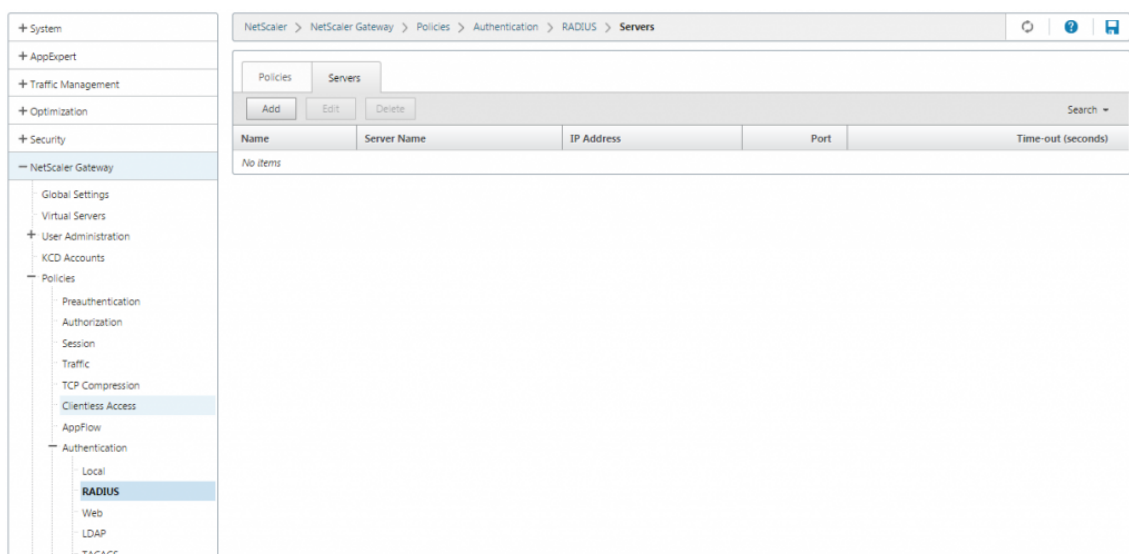 NetScaler > NetScaler Gateway > Policies > Authentication > RADIUS > Servers
+ System
+ AppExpert
+ Traffic Management
+ Optimization
+ Security
− NetScaler Gateway
Global Settings
Virtual Servers
+ User Administration
KCD Accounts
− Policies
Preauthentication
Authorization
Session
Traffic
TCP Compression
Clientless Access
AppFlow
− Authentication
Local
RADIUS
Web
LDAP
TACACS
Policies Servers
Add Edit Delete Search
Name Server Name IP Address Port Time-out (seconds)
No items